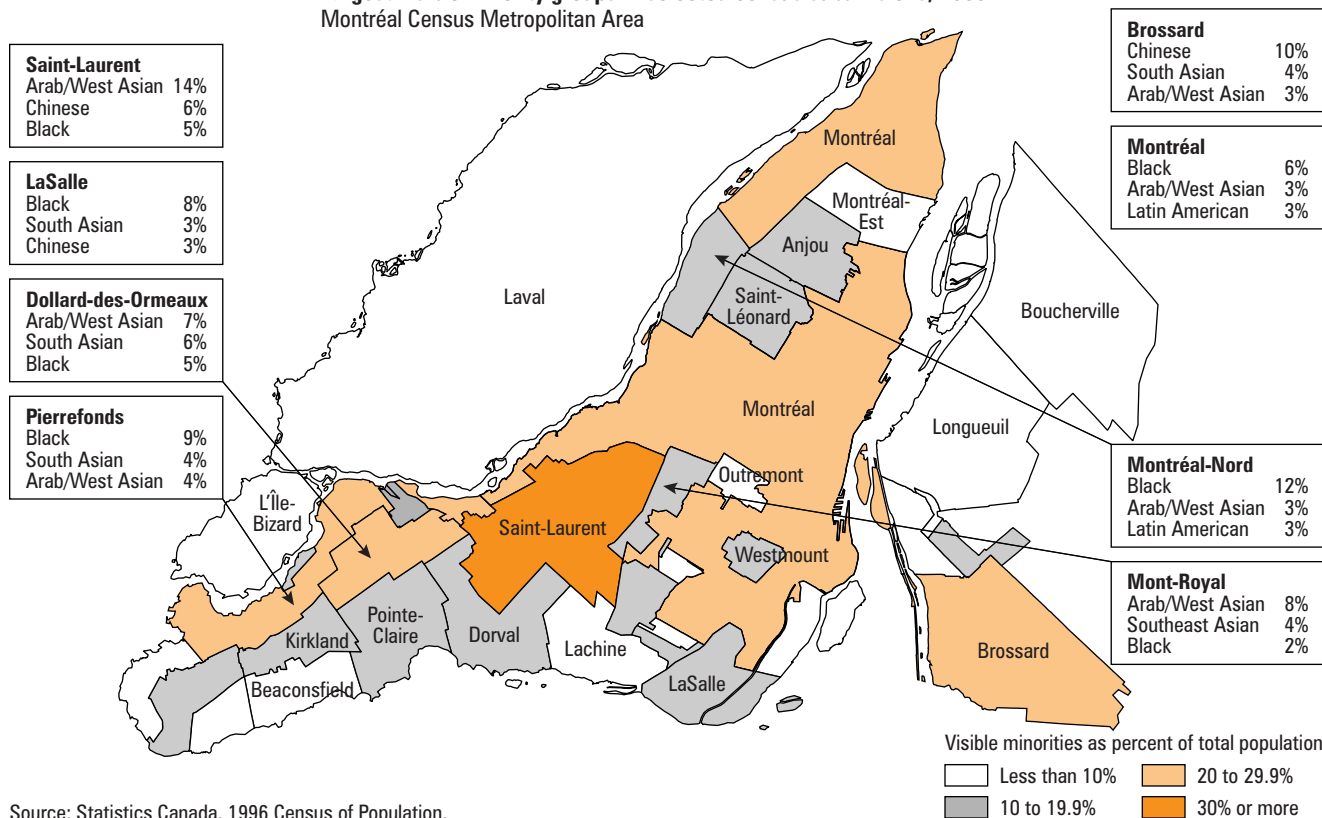 Montréal Census Metropolitan Area
Saint-Laurent
Arab/West Asian 14%
Chinese 6%
Black 5%
LaSalle
Black 8%
South Asian 3%
Chinese 3%
Dollard-des-Ormeaux
Arab/West Asian 7%
South Asian 6%
Black 5%
Pierrefonds
Black 9%
South Asian 4%
Arab/West Asian 4%
Brossard
Chinese 10%
South Asian 4%
Arab/West Asian 3%
Montréal
Black 6%
Arab/West Asian 3%
Latin American 3%
Montréal-Nord
Black 12%
Arab/West Asian 3%
Latin American 3%
Mont-Royal
Arab/West Asian 8%
Southeast Asian 4%
Black 2%
Montréal
Montréal-
Est
Anjou
Saint-
Léonard
Laval
Boucherville
Montréal
Longueuil
Outremont
L'Île-
Bizard
Saint-Laurent
Westmount
Pointe-
Claire
Kirkland
Dorval
Lachine
Brossard
Beaconsfield
LaSalle
Visible minorities as percent of total population
Less than 10%
20 to 29.9%
10 to 19.9%
30% or more
Source: Statistics Canada, 1996 Census of Population.